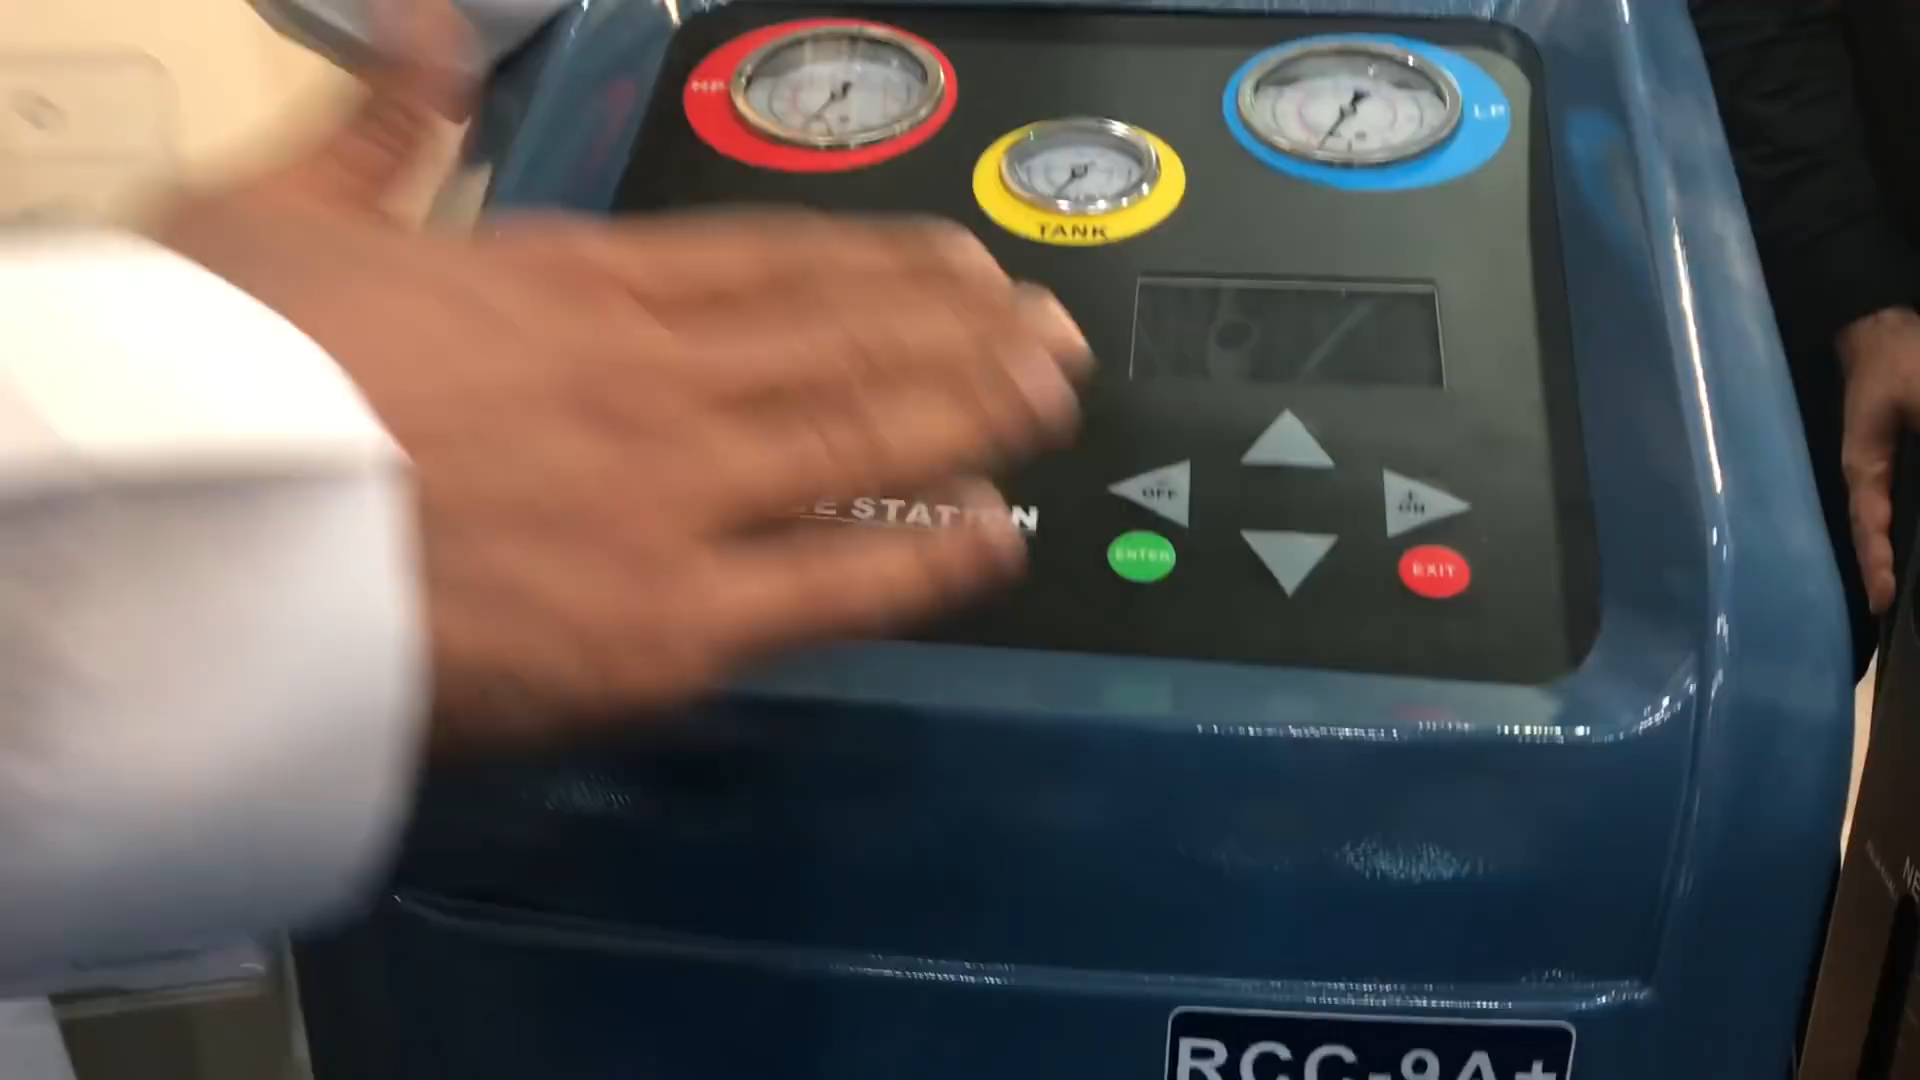 HP
LP
TANK
STATION
- OFF
+ ON
ENTER
EXIT
RCC-9A+